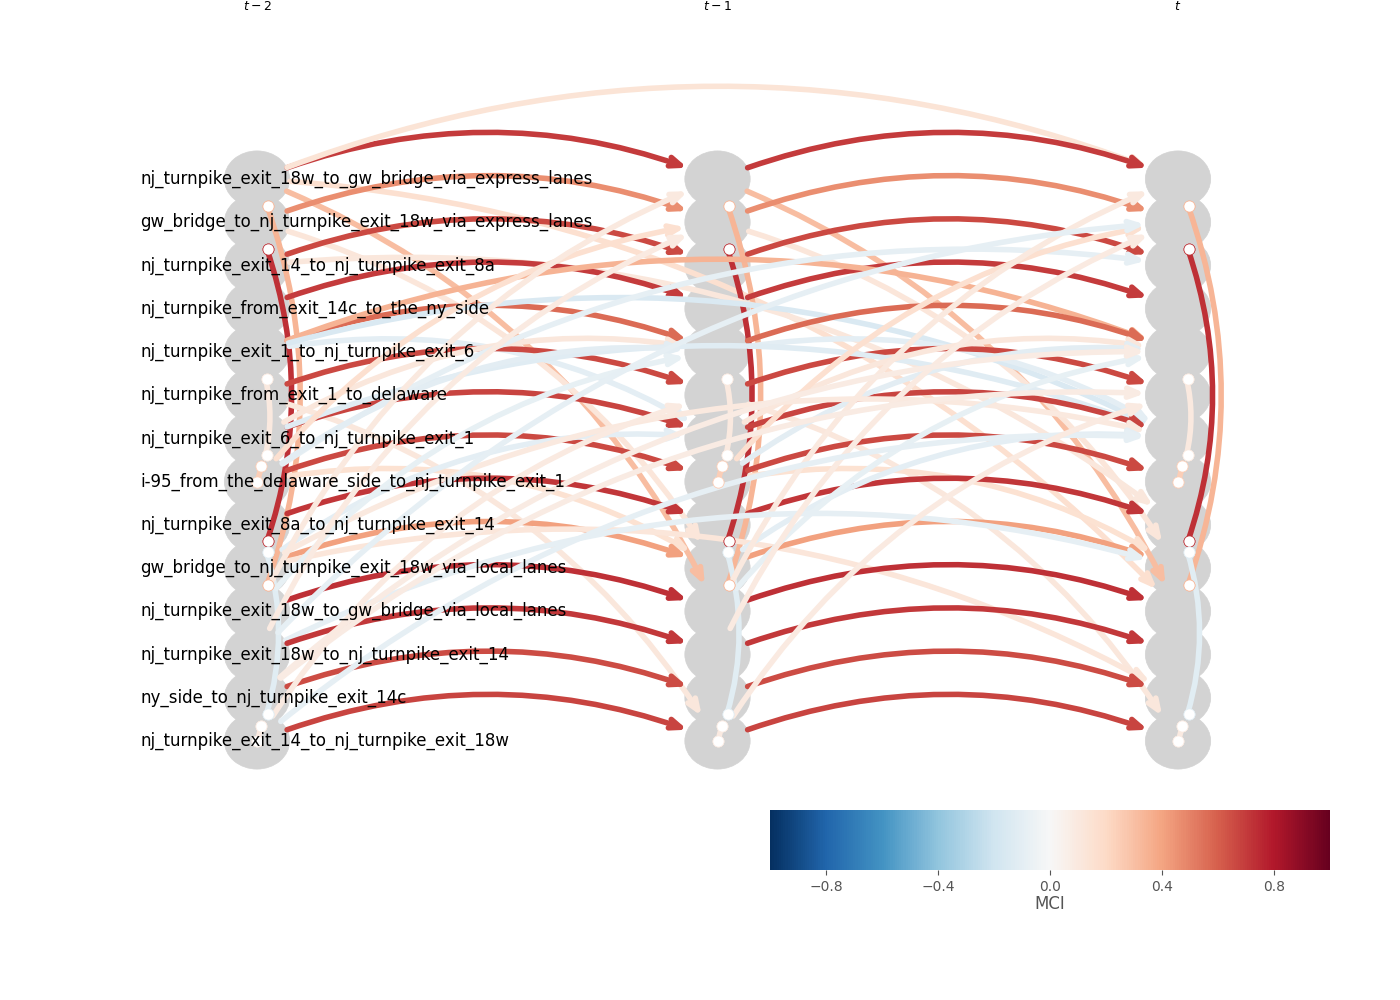 t − 2 t − 1 t
nj_turnpike_exit_18w_to_gw_bridge_via_express_lanes
gw_bridge_to_nj_turnpike_exit_18w_via_express_lanes
nj_turnpike_exit_14_to_nj_turnpike_exit_8a
nj_turnpike_from_exit_14c_to_the_ny_side
nj_turnpike_exit_1_to_nj_turnpike_exit_6
nj_turnpike_from_exit_1_to_delaware
nj_turnpike_exit_6_to_nj_turnpike_exit_1
i-95_from_the_delaware_side_to_nj_turnpike_exit_1
nj_turnpike_exit_8a_to_nj_turnpike_exit_14
gw_bridge_to_nj_turnpike_exit_18w_via_local_lanes
nj_turnpike_exit_18w_to_gw_bridge_via_local_lanes
nj_turnpike_exit_18w_to_nj_turnpike_exit_14
ny_side_to_nj_turnpike_exit_14c
nj_turnpike_exit_14_to_nj_turnpike_exit_18w
−0.8 −0.4 0.0 0.4 0.8
MCI